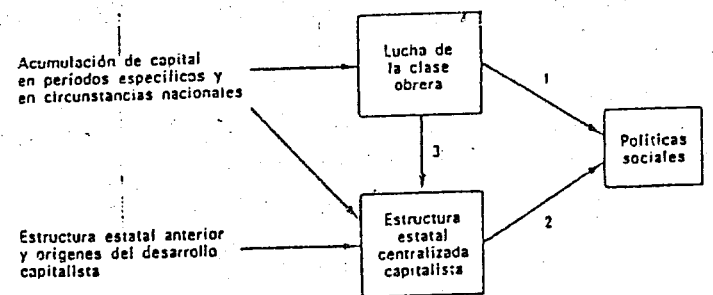 Acumulación de capital
en períodos específicos y
en circunstancias nacionales
Lucha de
la clase
obrera
1
Políticas
sociales
3
Estructura estatal anterior
y orígenes del desarrollo
capitalista
Estructura
estatal
centralizada
capitalista
2